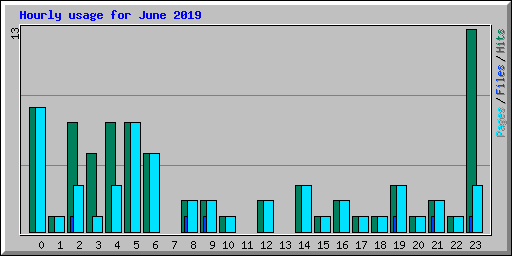 Hourly usage for June 2019
13
Pages/Files/Hits
0 1 2 3 4 5 6 7 8 9 10 11 12 13 14 15 16 17 18 19 20 21 22 23